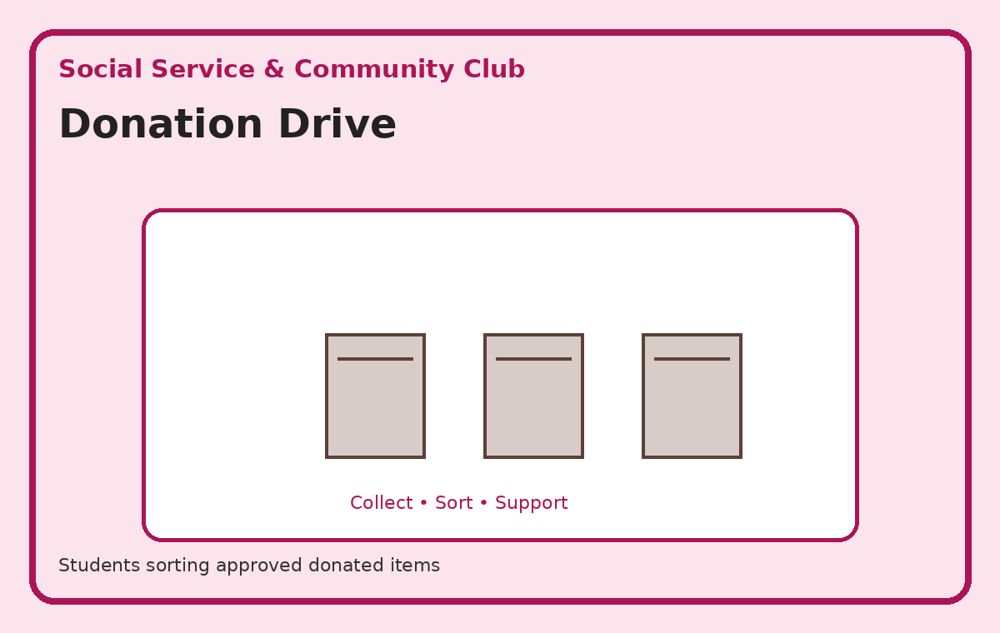 Social Service & Community Club
Donation Drive
Collect • Sort • Support
Students sorting approved donated items